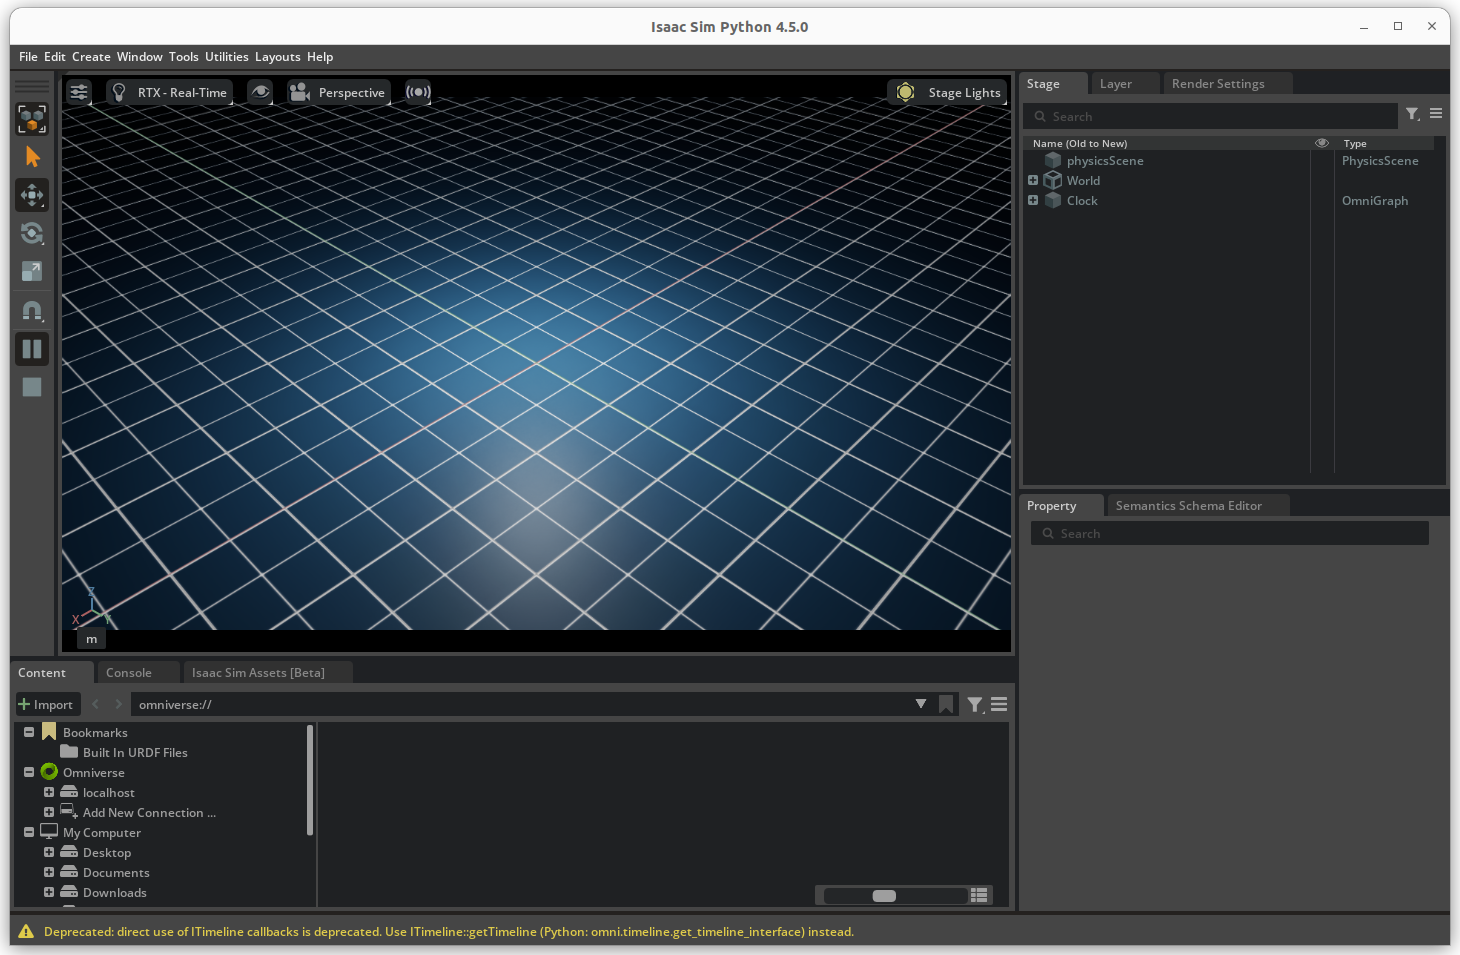 Isaac Sim Python 4.5.0
File Edit Create Window Tools Utilities Layouts Help
RTX - Real-Time
Perspective
Stage Lights
Z
X
Y
m
Stage
Layer
Render Settings
Search
Name (Old to New)
Type
physicsScene
PhysicsScene
World
Clock
OmniGraph
Property
Semantics Schema Editor
Search
Content
Console
Isaac Sim Assets [Beta]
Import
omniverse://
Bookmarks
Built In URDF Files
Omniverse
localhost
Add New Connection ...
My Computer
Desktop
Documents
Downloads
Deprecated: direct use of ITimeline callbacks is deprecated. Use ITimeline::getTimeline (Python: omni.timeline.get_timeline_interface) instead.